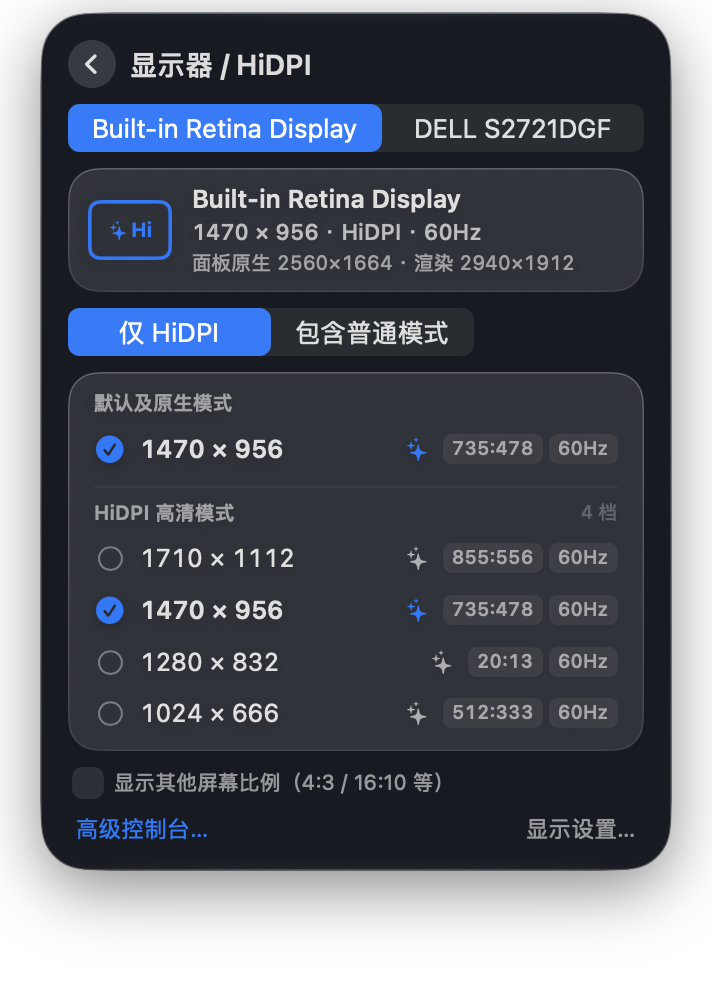 显示器 / HiDPI
Built-in Retina Display DELL S2721DGF
Built-in Retina Display
Hi
1470 × 956 · HiDPI · 60Hz
面板原生 2560×1664 · 渲染 2940×1912
仅 HiDPI 包含普通模式
默认及原生模式
1470 × 956 735:478 60Hz
HiDPI 高清模式 4 档
1710 × 1112 855:556 60Hz
1470 × 956 735:478 60Hz
1280 × 832 20:13 60Hz
1024 × 666 512:333 60Hz
显示其他屏幕比例（4:3 / 16:10 等）
高级控制台... 显示设置...